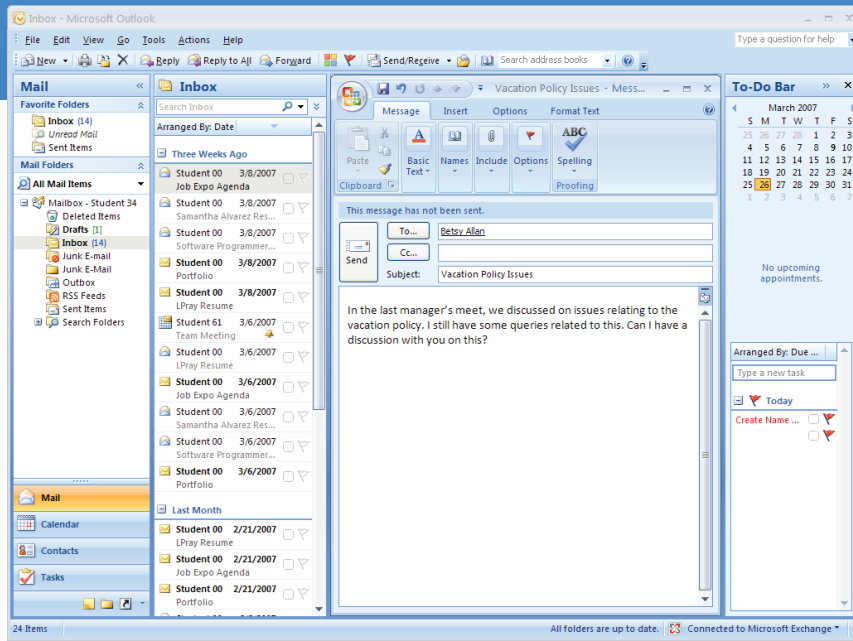 Inbox - Microsoft Outlook
File Edit View Go Tools Actions Help
Type a question for help
New Reply Reply to All Forward Send/Receive Search address books
Mail «
Favorite Folders
Inbox (14)
Unread Mail
Sent Items
Mail Folders
All Mail Items
Mailbox - Student 34
Deleted Items
Drafts [1]
Inbox (14)
Junk E-mail
Junk E-Mail
Outbox
RSS Feeds
Sent Items
Search Folders
Mail
Calendar
Contacts
Tasks
Inbox
Search Inbox
Arranged By: Date
Three Weeks Ago
Student 00 3/8/2007
Job Expo Agenda
Student 00 3/8/2007
Samantha Alvarez Res...
Student 00 3/8/2007
Software Programmer...
Student 00 3/8/2007
Portfolio
Student 00 3/8/2007
LPray Resume
Student 61 3/6/2007
Team Meeting
Student 00 3/6/2007
LPray Resume
Student 00 3/6/2007
Job Expo Agenda
Student 00 3/6/2007
Samantha Alvarez Res...
Student 00 3/6/2007
Software Programmer...
Student 00 3/6/2007
Portfolio
Last Month
Student 00 2/21/2007
LPray Resume
Student 00 2/21/2007
Job Expo Agenda
Student 00 2/21/2007
Portfolio
Vacation Policy Issues - Mess...
Message Insert Options Format Text
Paste Basic Text Names Include Options ABC Spelling
Clipboard Proofing
This message has not been sent.
Send
To... Betsy Allan
Cc...
Subject: Vacation Policy Issues
In the last manager's meet, we discussed on issues relating to the
vacation policy. I still have some queries related to this. Can I have a
discussion with you on this?
To-Do Bar » X
March 2007
S M T W T F S
25 26 27 28 1 2 3
4 5 6 7 8 9 10
11 12 13 14 15 16 17
18 19 20 21 22 23 24
25 26 27 28 29 30 31
1 2 3 4 5 6 7
No upcoming
appointments.
Arranged By: Due ...
Type a new task
Today
Create Name ...
24 Items
All folders are up to date. Connected to Microsoft Exchange